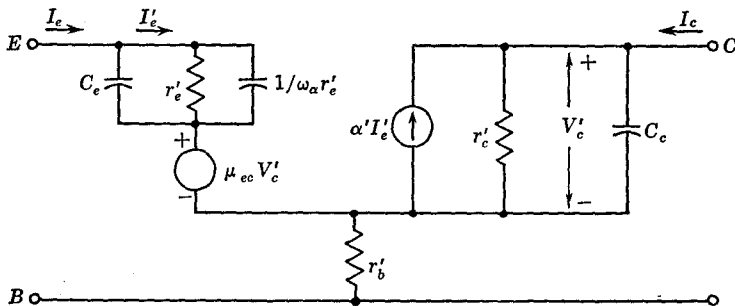 I_e I'_e I_c
E C
C_e r'_e 1/ω_α r'_e
+
α'I'_e r'_c V'_c C_c
+
μ_ec V'_c
-
-
r'_b
B